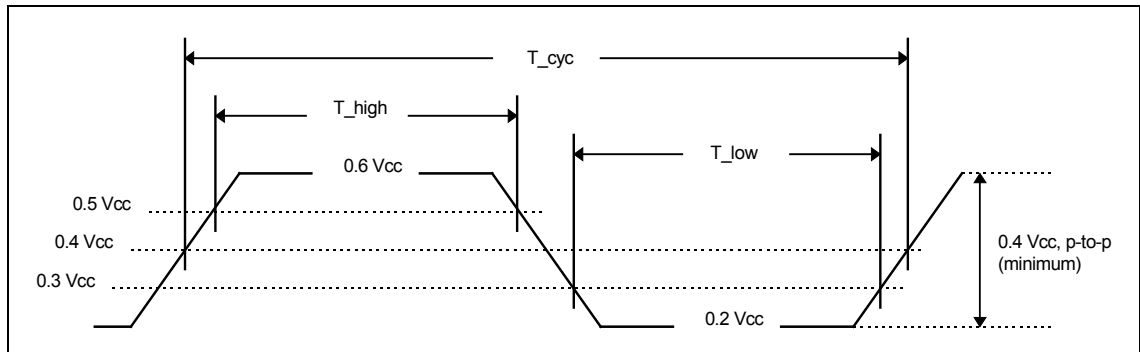 T_cyc
T_high
T_low
0.6 Vcc
0.5 Vcc
0.4 Vcc
0.4 Vcc, p-to-p
(minimum)
0.3 Vcc
0.2 Vcc